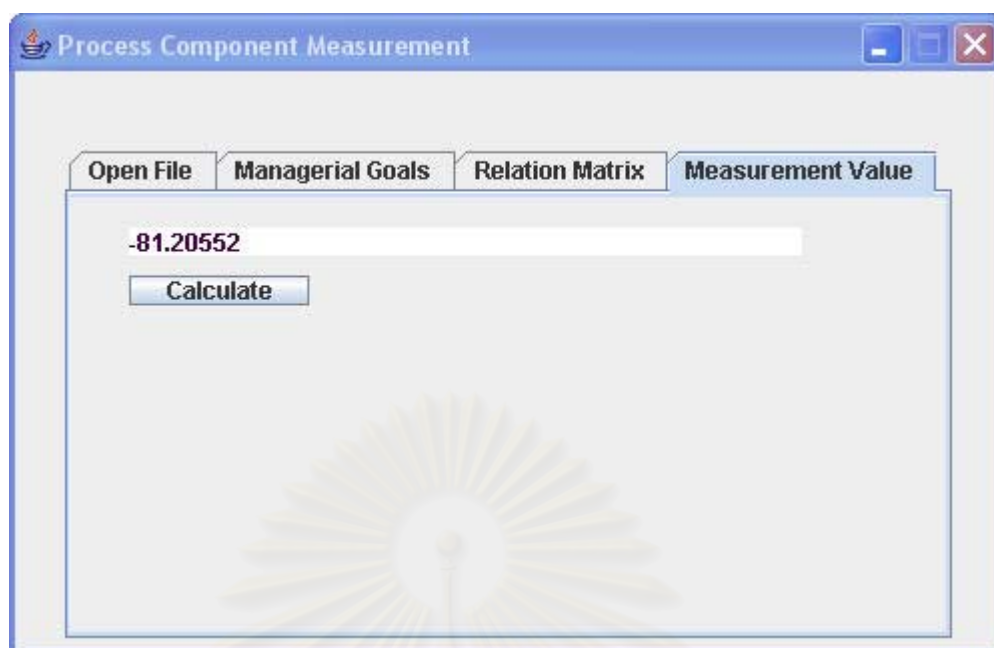 Process Component Measurement
Open File Managerial Goals Relation Matrix Measurement Value
-81.20552
Calculate